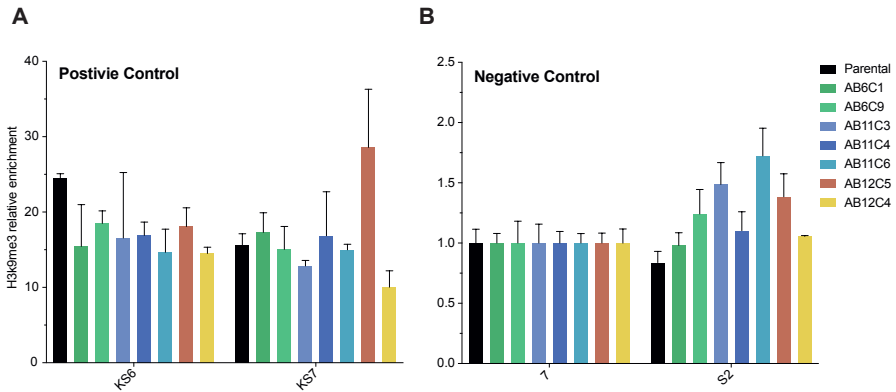 A
B
Postivie Control
H3k9me3 relative enrichment
40
30
20
10
0
KS6
KS7
Negative Control
2.5
2.0
1.5
1.0
0.5
0.0
7
S2
Parental
AB6C1
AB6C9
AB11C3
AB11C4
AB11C6
AB12C5
AB12C4